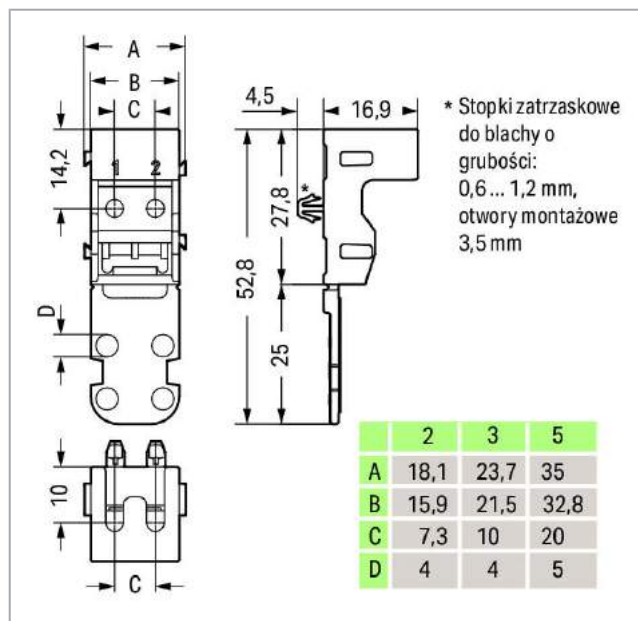 A
B
C
4,5
16,9
* Stopki zatrzaskowe
do blachy o
grubości:
0,6 ... 1,2 mm,
otwory montażowe
3,5 mm
14,2
1 2
*
27,8
52,8
D
25
10
C
2 3 5
A 18,1 23,7 35
B 15,9 21,5 32,8
C 7,3 10 20
D 4 4 5